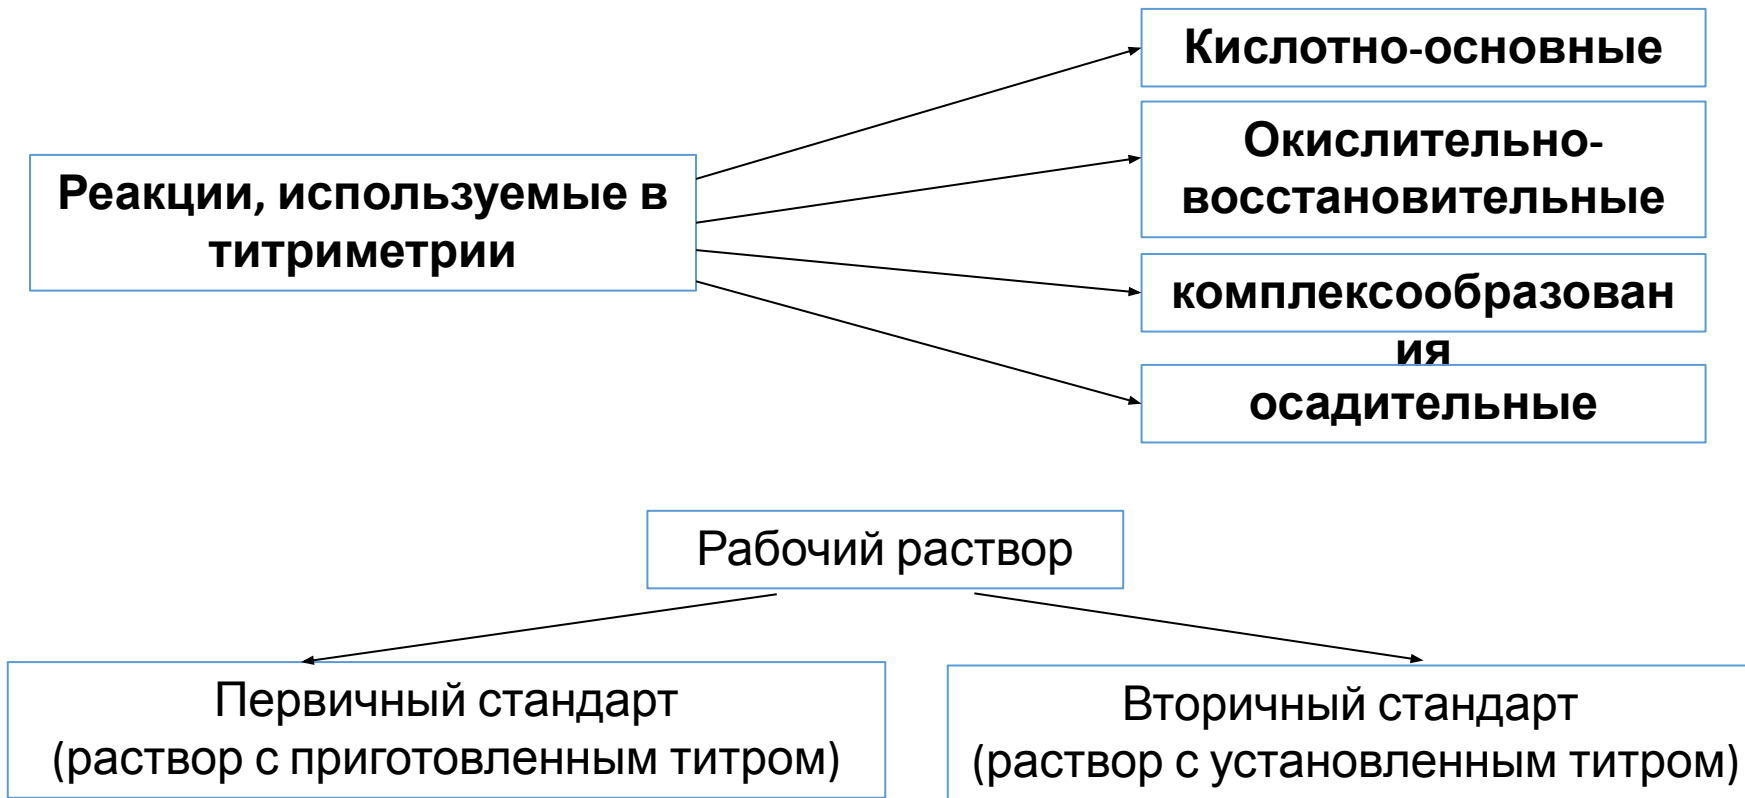 Кислотно-основные
Окислительно-
восстановительные
Реакции, используемые в
титриметрии
комплексообразован
ия
осадительные
Рабочий раствор
Первичный стандарт
(раствор с приготовленным титром)
Вторичный стандарт
(раствор с установленным титром)